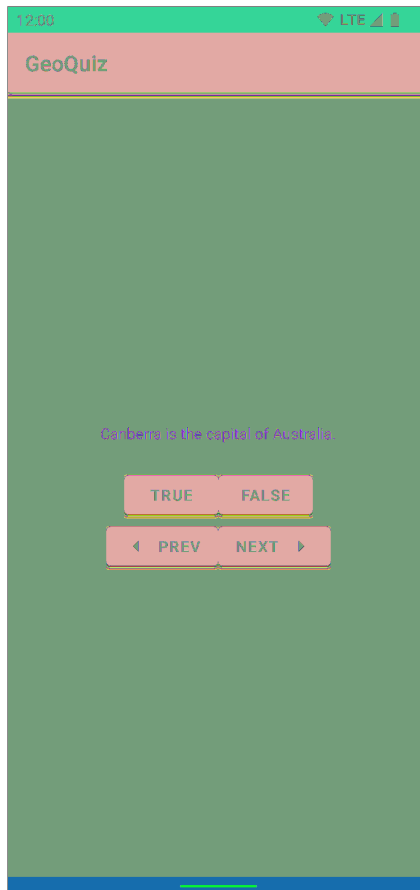 12:00 LTE
GeoQuiz
Canberra is the capital of Australia.
TRUE FALSE
PREV NEXT